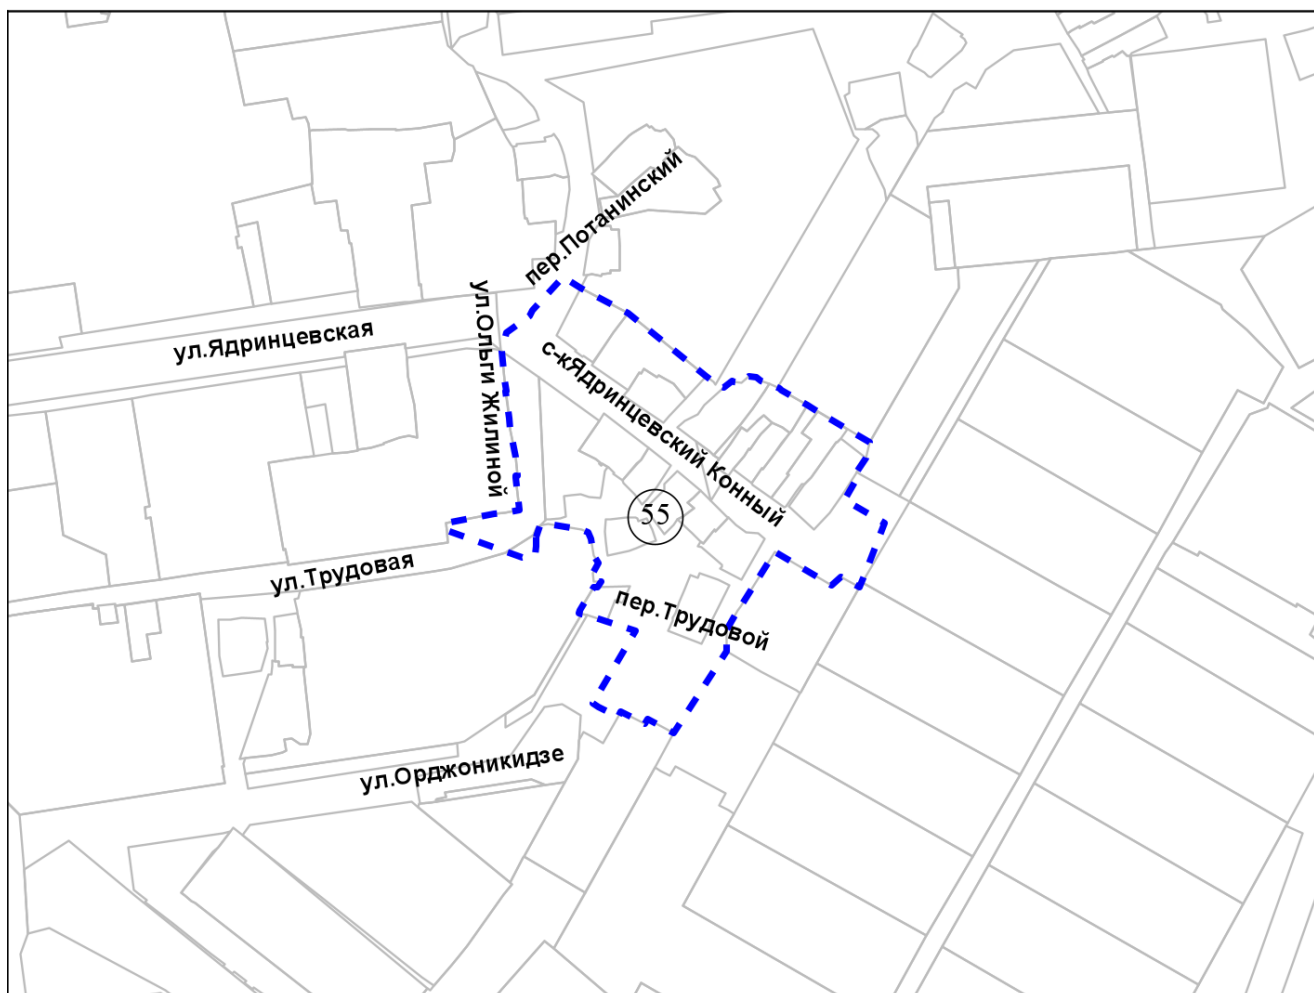 пер.Потанинский
ул.Ядринцевская
ул.Ольги Жилиной
с-кЯдринцевский Конный
55
ул.Трудовая
пер.Трудовой
ул.Орджоникидзе